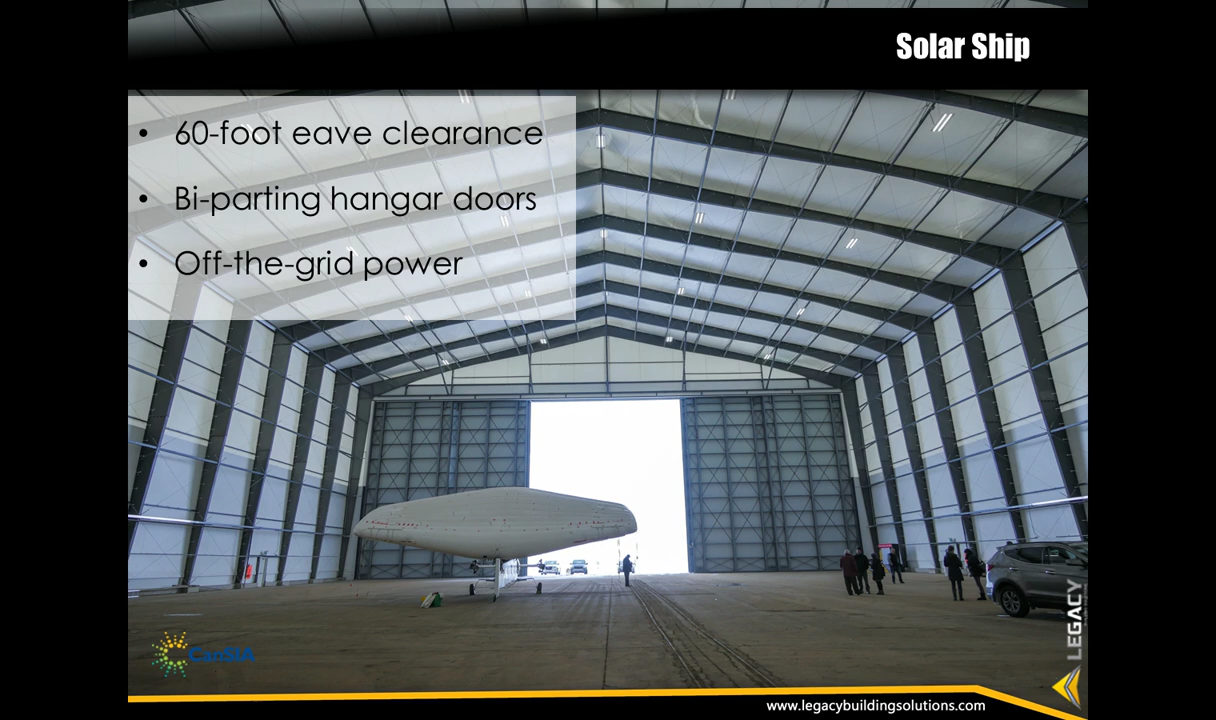 Solar Ship
• 60-foot eave clearance
• Bi-parting hangar doors
• Off-the-grid power
CanSIA
LEGACY
www.legacybuildingsolutions.com